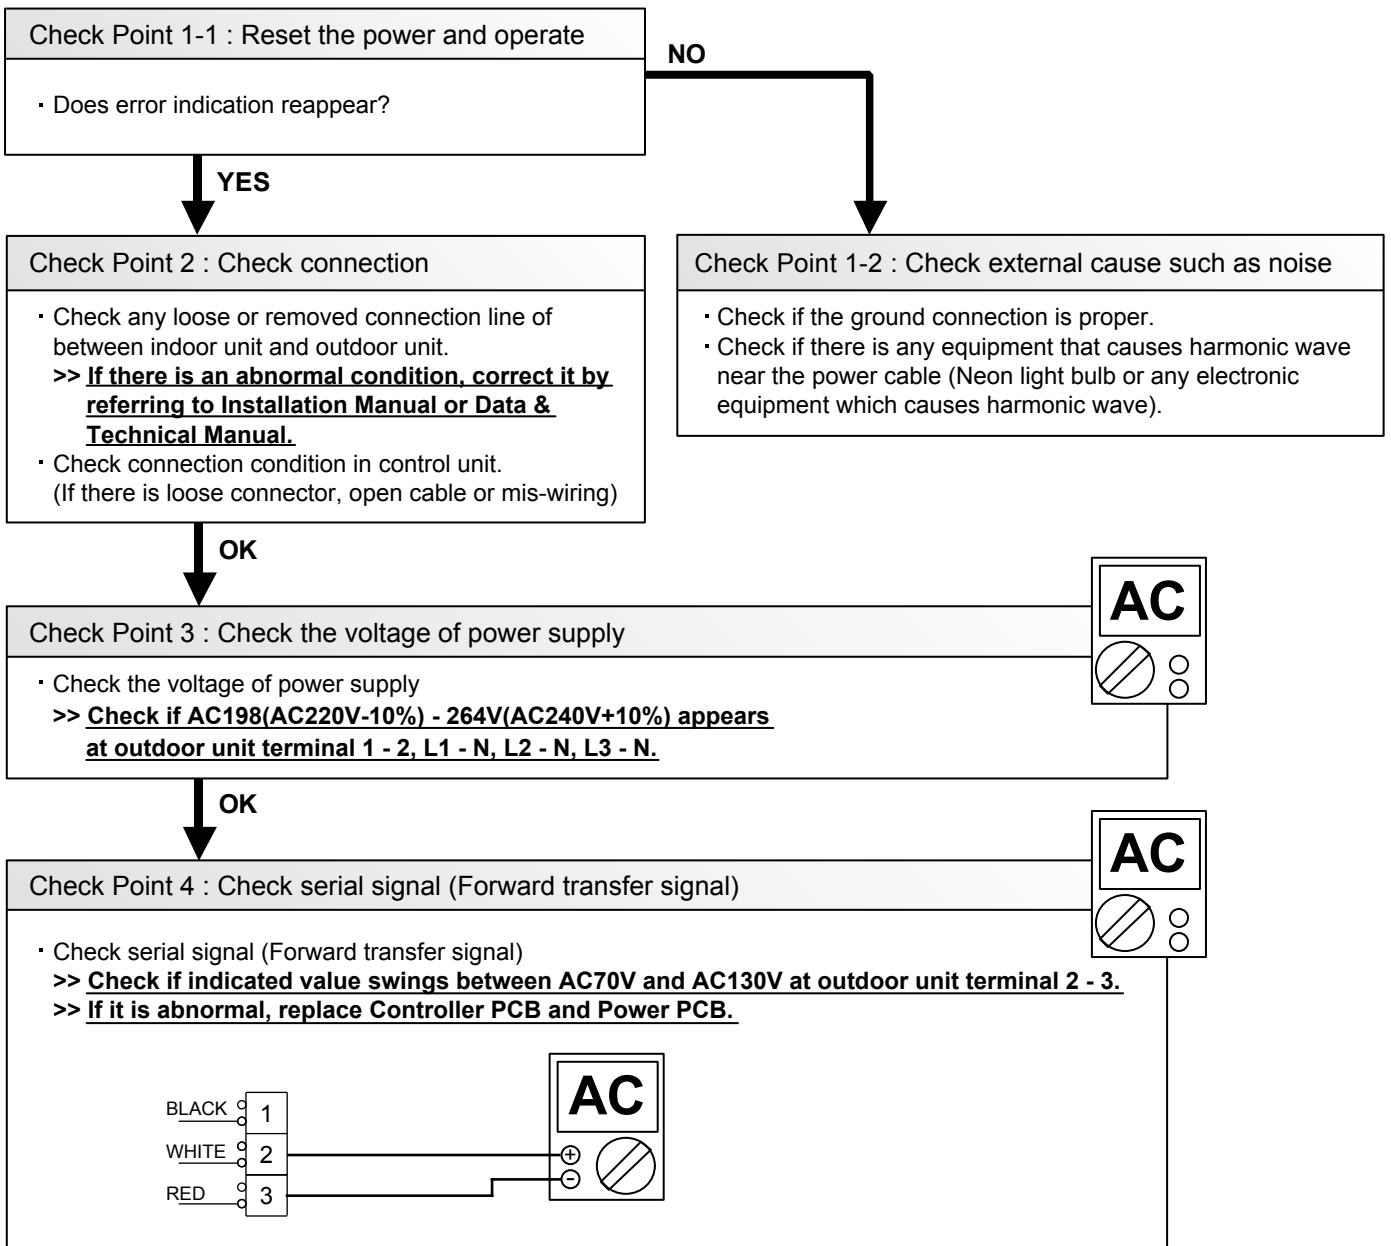 Check Point 1-1 : Reset the power and operate
· Does error indication reappear?
NO
YES
Check Point 2 : Check connection
· Check any loose or removed connection line of
between indoor unit and outdoor unit.
>> If there is an abnormal condition, correct it by
referring to Installation Manual or Data &
Technical Manual.
· Check connection condition in control unit.
(If there is loose connector, open cable or mis-wiring)
Check Point 1-2 : Check external cause such as noise
· Check if the ground connection is proper.
· Check if there is any equipment that causes harmonic wave
near the power cable (Neon light bulb or any electronic
equipment which causes harmonic wave).
OK
Check Point 3 : Check the voltage of power supply
AC
· Check the voltage of power supply
>> Check if AC198(AC220V-10%) - 264V(AC240V+10%) appears
at outdoor unit terminal 1 - 2, L1 - N, L2 - N, L3 - N.
OK
Check Point 4 : Check serial signal (Forward transfer signal)
AC
· Check serial signal (Forward transfer signal)
>> Check if indicated value swings between AC70V and AC130V at outdoor unit terminal 2 - 3.
>> If it is abnormal, replace Controller PCB and Power PCB.
AC
BLACK 1
WHITE 2 +
RED 3 -